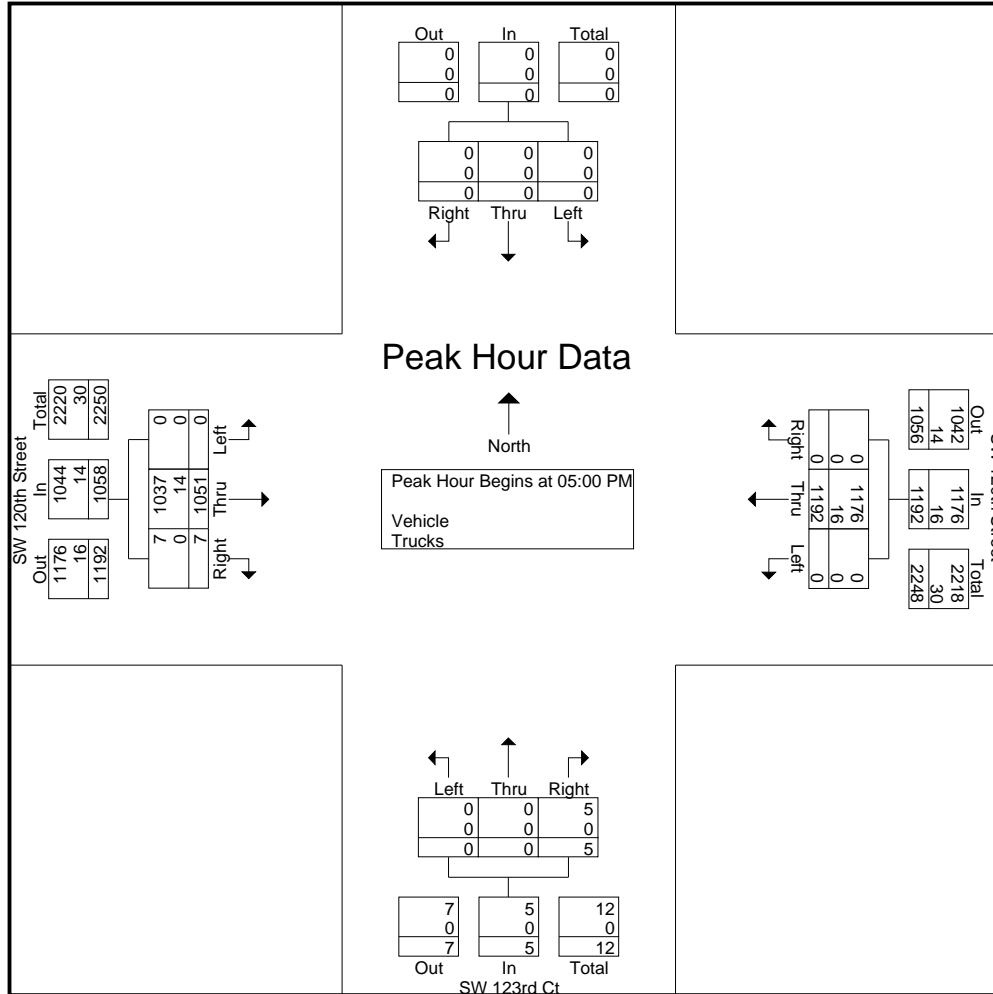 Out In Total
0 0 0
0 0 0
0 0 0
0 0 0
0 0 0
0 0 0
Right Thru Left
Peak Hour Data
North
Peak Hour Begins at 05:00 PM
Vehicle
Trucks
SW 120th Street
Out In Total
1176 1044 2220
16 14 30
1192 1058 2250
Right Thru Left
7 1037 0
0 14 0
7 1051 0
Out In Total
1042 1176 2218
14 16 30
1056 1192 2248
Right Thru Left
0 1176 0
0 16 0
0 1192 0
Left Thru Right
0 0 5
0 0 0
0 0 5
7 5 12
0 0 0
7 5 12
Out In Total
SW 123rd Ct